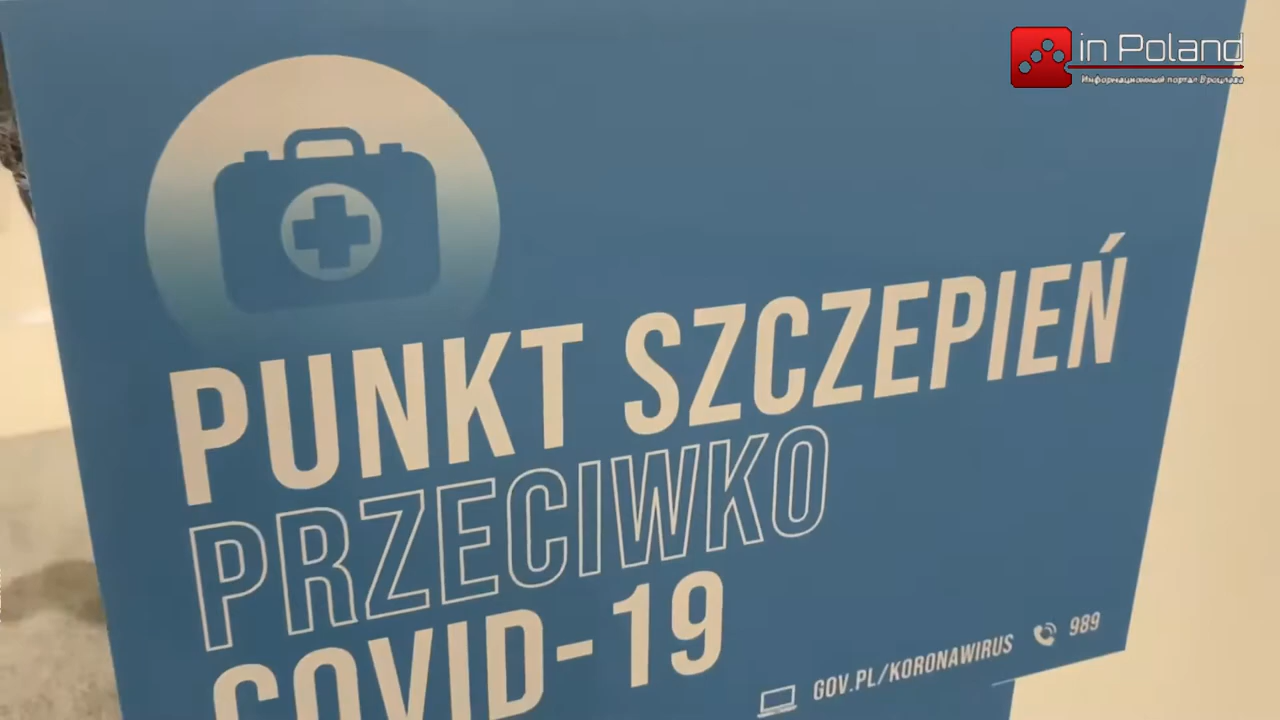 in Poland
Информационный портал Вроцлава
PUNKT SZCZEPIEŃ
PRZECIWKO
COVID-19
GOV.PL/KORONAWIRUS 989